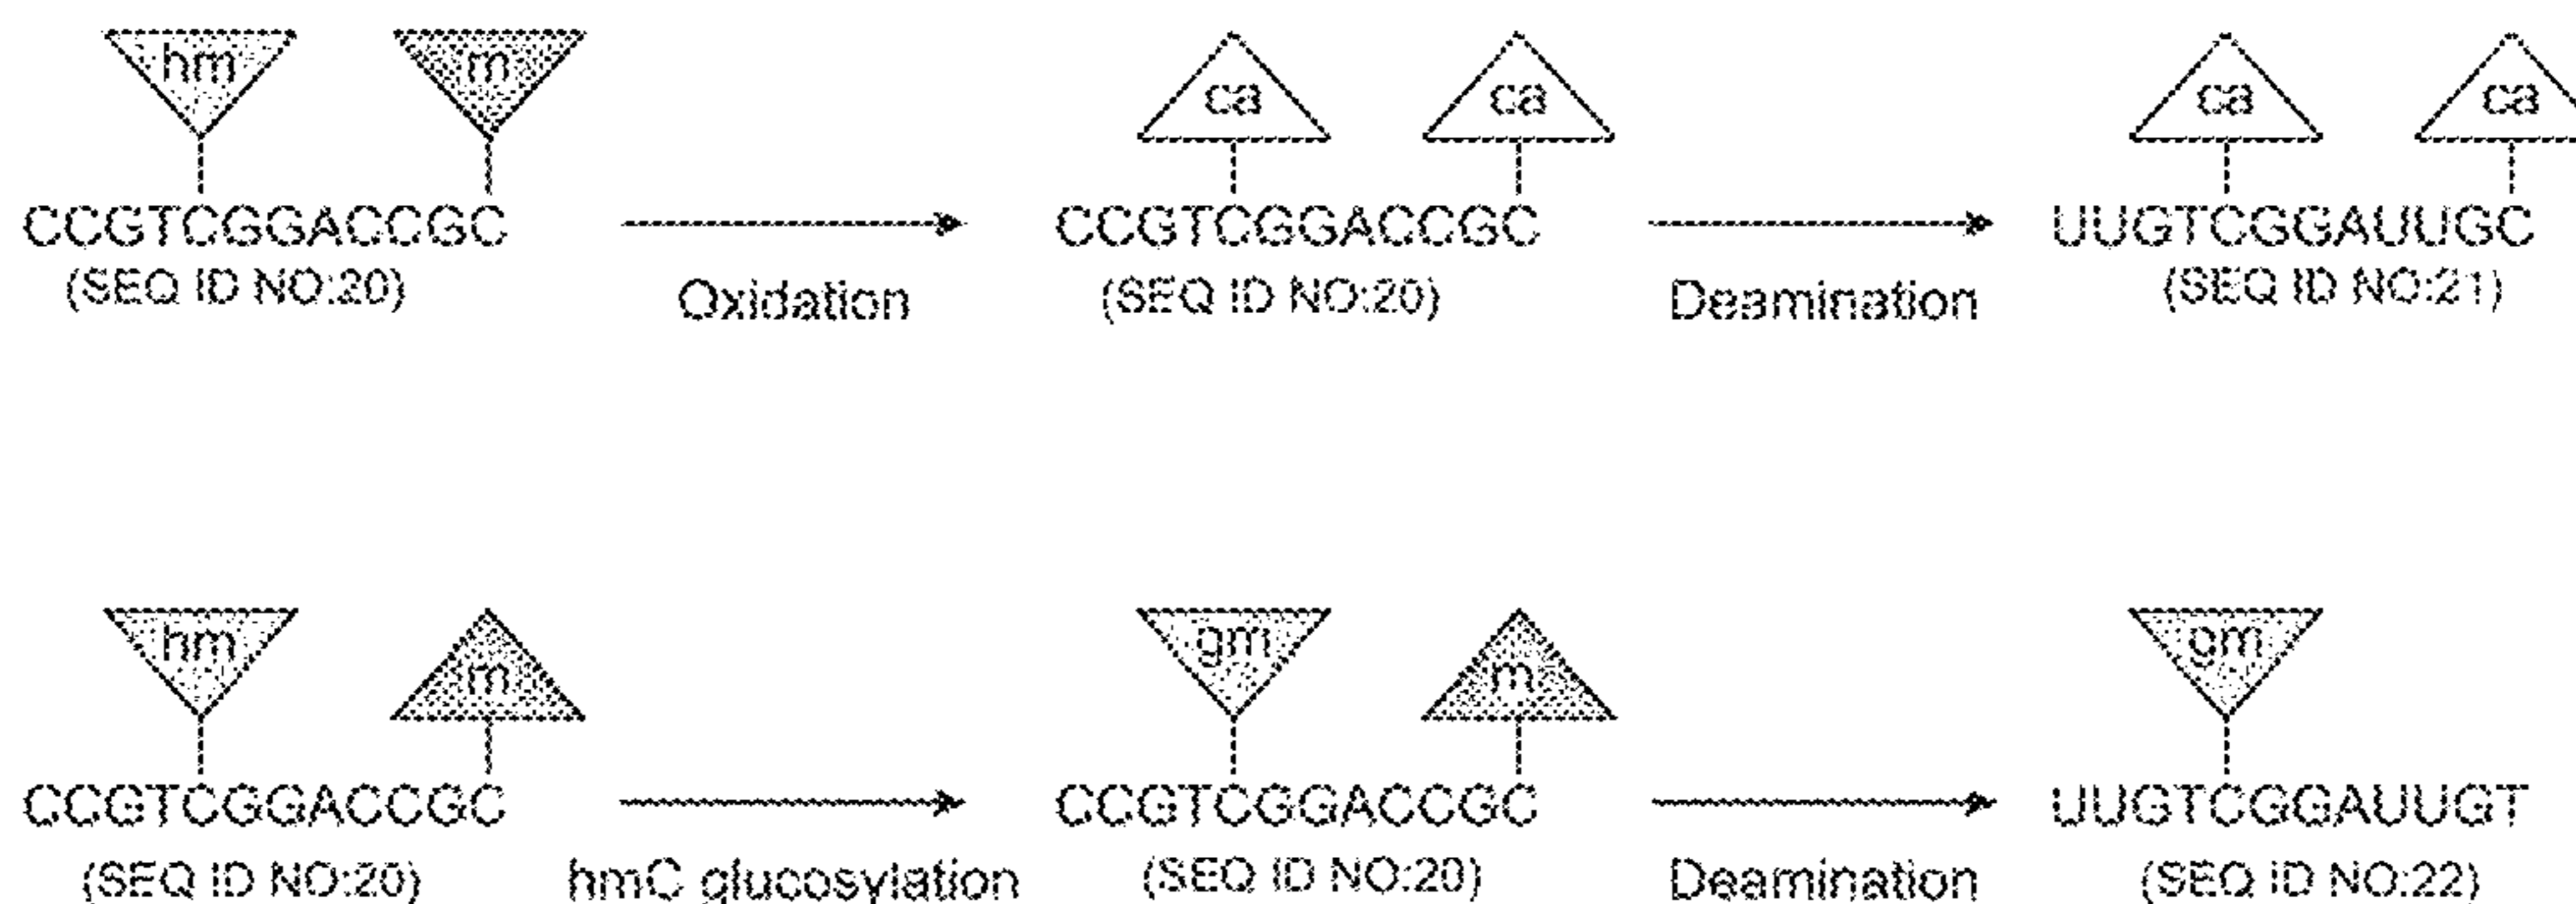 hm m ca ca ca ca
CCGTCGGACCGC CCGTCGGACCGC UUGTCGGAUUGC
(SEQ ID NO:20) Oxidation (SEQ ID NO:20) Deamination (SEQ ID NO:21)
hm m gm m gm
CCGTCGGACCGC CCGTCGGACCGC UUGTCGGAUUGT
(SEQ ID NO:20) hmC glucosylation (SEQ ID NO:20) Deamination (SEQ ID NO:22)